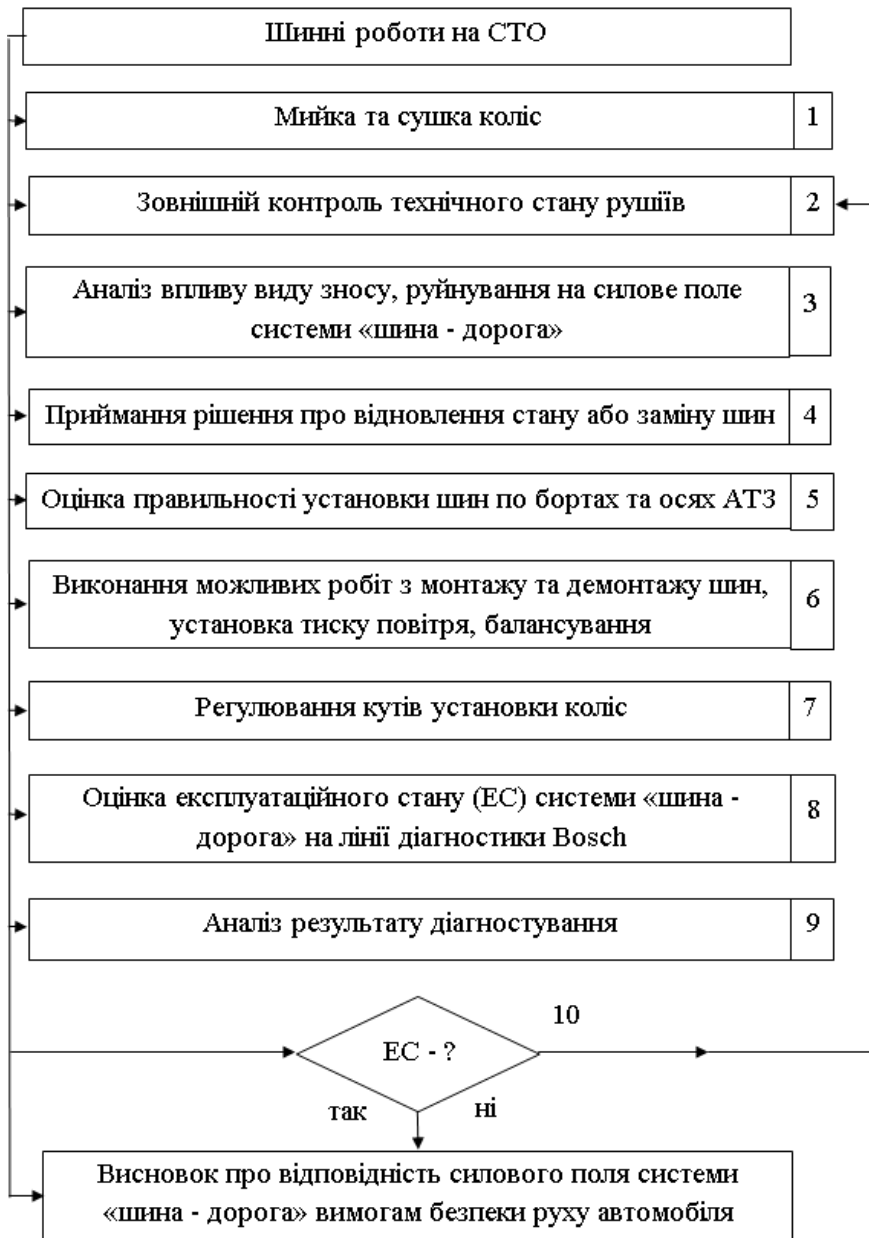 Шинні роботи на СТО
Мийка та сушка коліс 1
Зовнішній контроль технічного стану рушіїв 2
Аналіз впливу виду зносу, руйнування на силове поле
системи «шина - дорога» 3
Приймання рішення про відновлення стану або заміну шин 4
Оцінка правильності установки шин по бортах та осях АТЗ 5
Виконання можливих робіт з монтажу та демонтажу шин,
установка тиску повітря, балансування 6
Регулювання кутів установки коліс 7
Оцінка експлуатаційного стану (ЕС) системи «шина -
дорога» на лінії діагностики Bosch 8
Аналіз результату діагностування 9
10
ЕС - ?
так ні
Висновок про відповідність силового поля системи
«шина - дорога» вимогам безпеки руху автомобіля